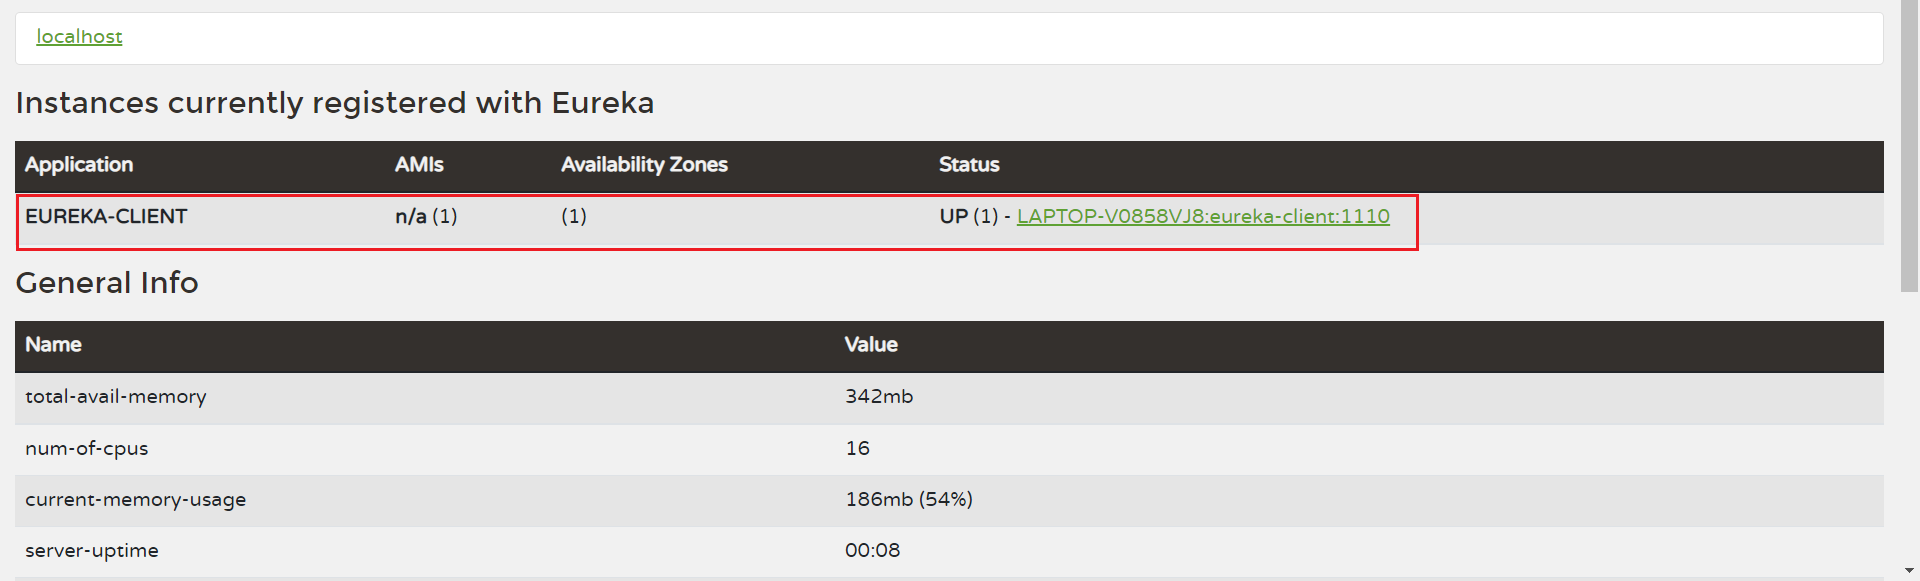 localhost
Instances currently registered with Eureka
Application AMIs Availability Zones Status
EUREKA-CLIENT n/a (1) (1) UP (1) - LAPTOP-V0858VJ8:eureka-client:1110
General Info
Name Value
total-avail-memory 342mb
num-of-cpus 16
current-memory-usage 186mb (54%)
server-uptime 00:08